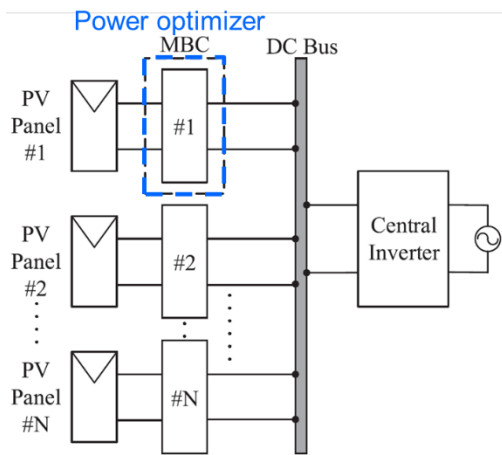 Power optimizer
MBC
DC Bus
PV
Panel
#1
#1
PV
Panel
#2
#2
Central
Inverter
PV
Panel
#N
#N